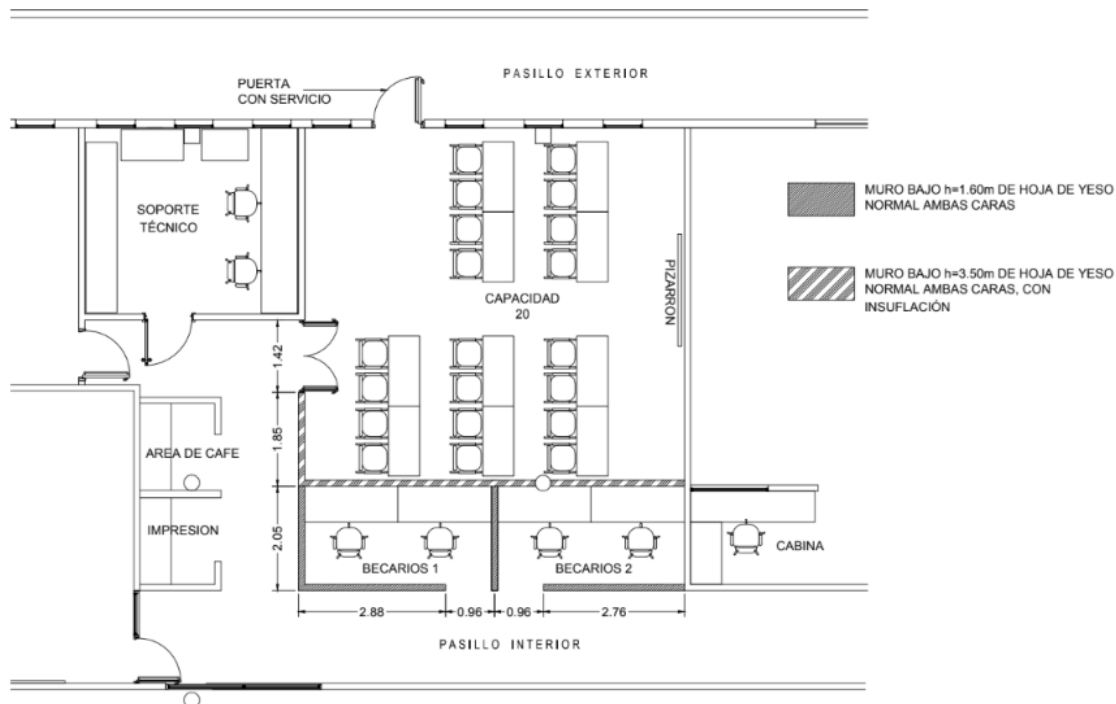 PASILLO EXTERIOR
PUERTA
CON SERVICIO
MURO BAJO h=1.60m DE HOJA DE YESO
NORMAL AMBAS CARAS
SOPORTE
TÉCNICO
PIZARRON
MURO BAJO h=3.50m DE HOJA DE YESO
NORMAL AMBAS CARAS, CON
INSUFLACIÓN
CAPACIDAD
20
1.42
1.85
AREA DE CAFE
IMPRESION
2.05
BECARIOS 1
BECARIOS 2
CABINA
2.88
0.96
0.96
2.76
PASILLO INTERIOR